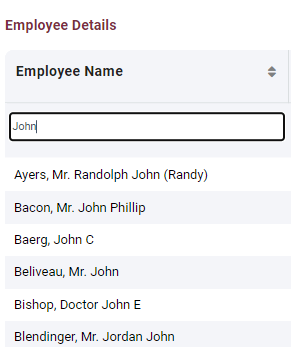 Employee Details
Employee Name
John
Ayers, Mr. Randolph John (Randy)
Bacon, Mr. John Phillip
Baerg, John C
Beliveau, Mr. John
Bishop, Doctor John E
Blendinger, Mr. Jordan John